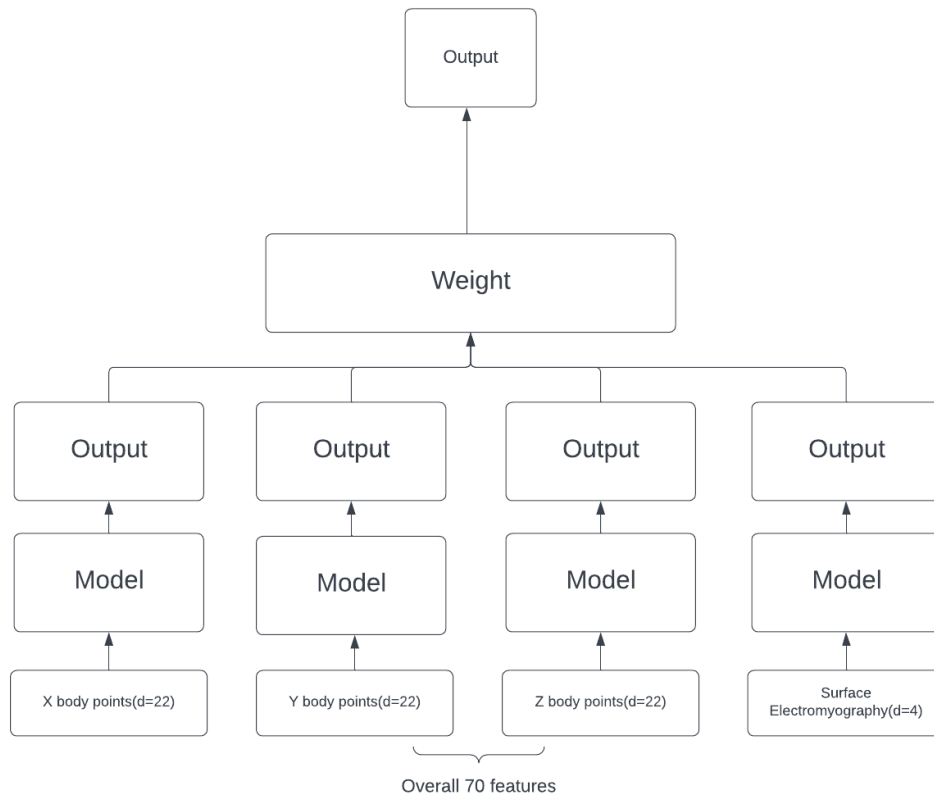 Output
Weight
Output
Output
Output
Output
Model
Model
Model
Model
X body points(d=22)
Y body points(d=22)
Z body points(d=22)
Surface
Electromyography(d=4)
Overall 70 features